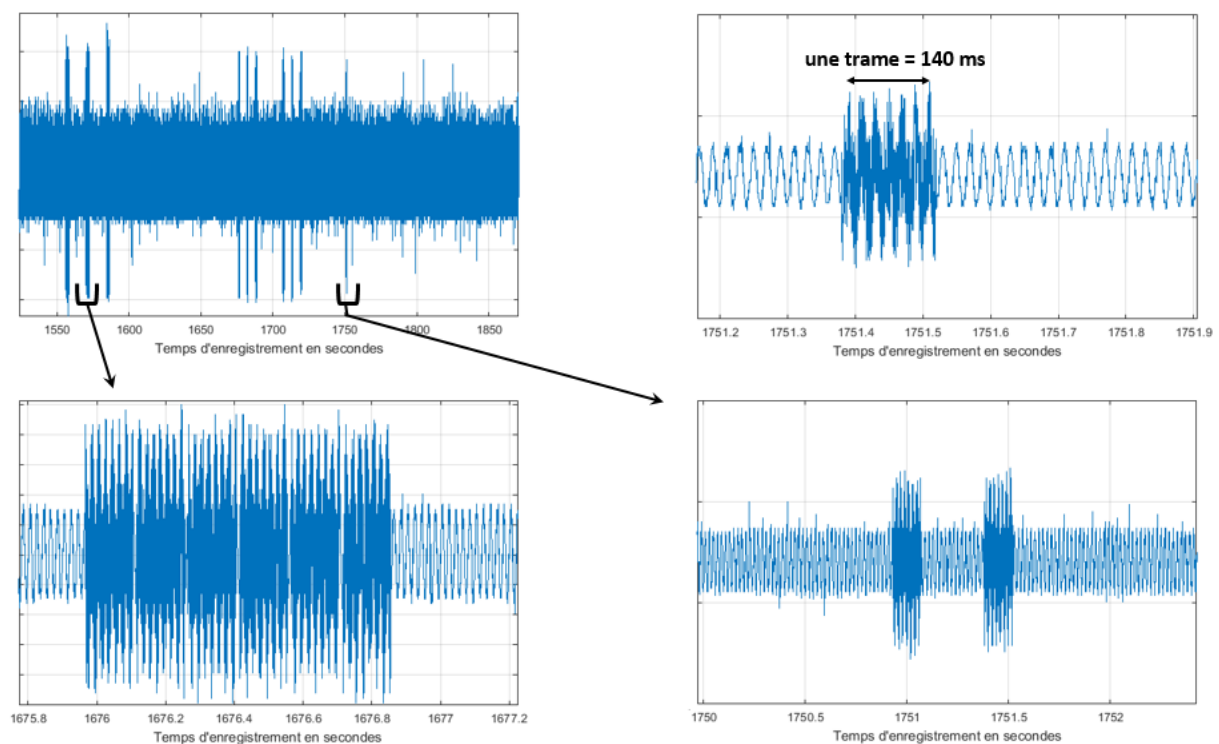 une trame = 140 ms
1550 1600 1650 1700 1750 1800 1850
Temps d'enregistrement en secondes
1751.2 1751.3 1751.4 1751.5 1751.6 1751.7 1751.8 1751.9
Temps d'enregistrement en secondes
1675.8 1676 1676.2 1676.4 1676.6 1676.8 1677 1677.2
Temps d'enregistrement en secondes
1750 1750.5 1751 1751.5 1752
Temps d'enregistrement en secondes